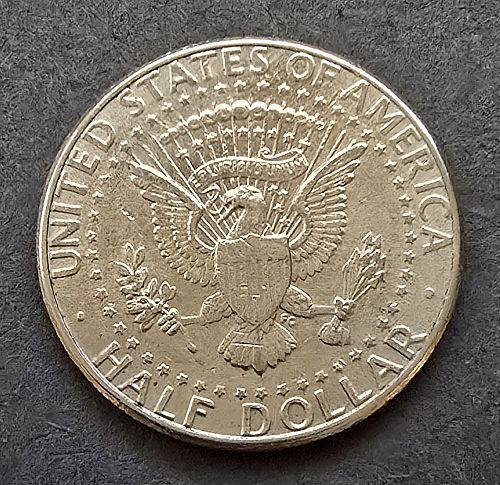 UNITED STATES OF AMERICA
HALF DOLLAR